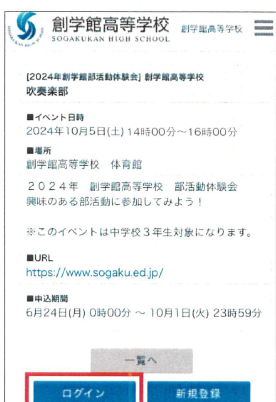 創学館高等学校
SOGAKUKAN HIGH SCHOOL
創学館高等学校
[2024年創学館部活動体験会] 創学館高等学校
吹奏楽部
■イベント日時
2024年10月5日(土) 14時00分～16時00分
■場所
創学館高等学校 体育館
２０２４年　創学館高等学校　部活動体験会
興味のある部活動に参加してみよう！
※このイベントは中学校３年生対象になります。
■URL
https://www.sogaku.ed.jp/
■申込期間
6月24日(月) 0時00分 ～ 10月1日(火) 23時59分
一覧へ
ログイン
新規登録